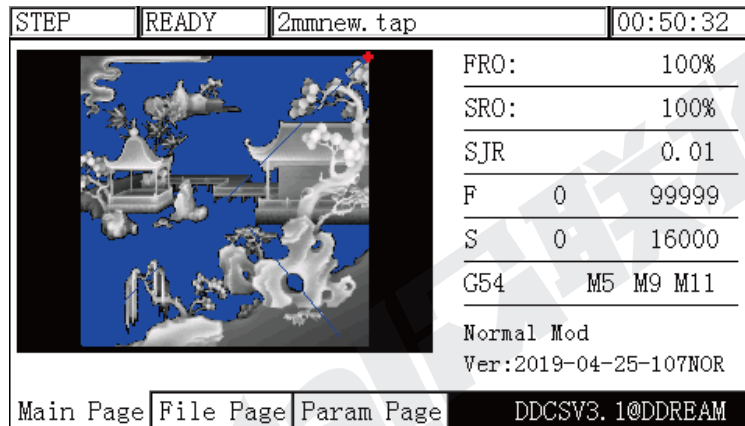 STEP READY 2mmnew.tap 00:50:32
FRO: 100%
SRO: 100%
SJR 0.01
F 0 99999
S 0 16000
G54 M5 M9 M11
Normal Mod
Ver:2019-04-25-107NOR
Main Page File Page Param Page DDCSV3.1@DDREAM